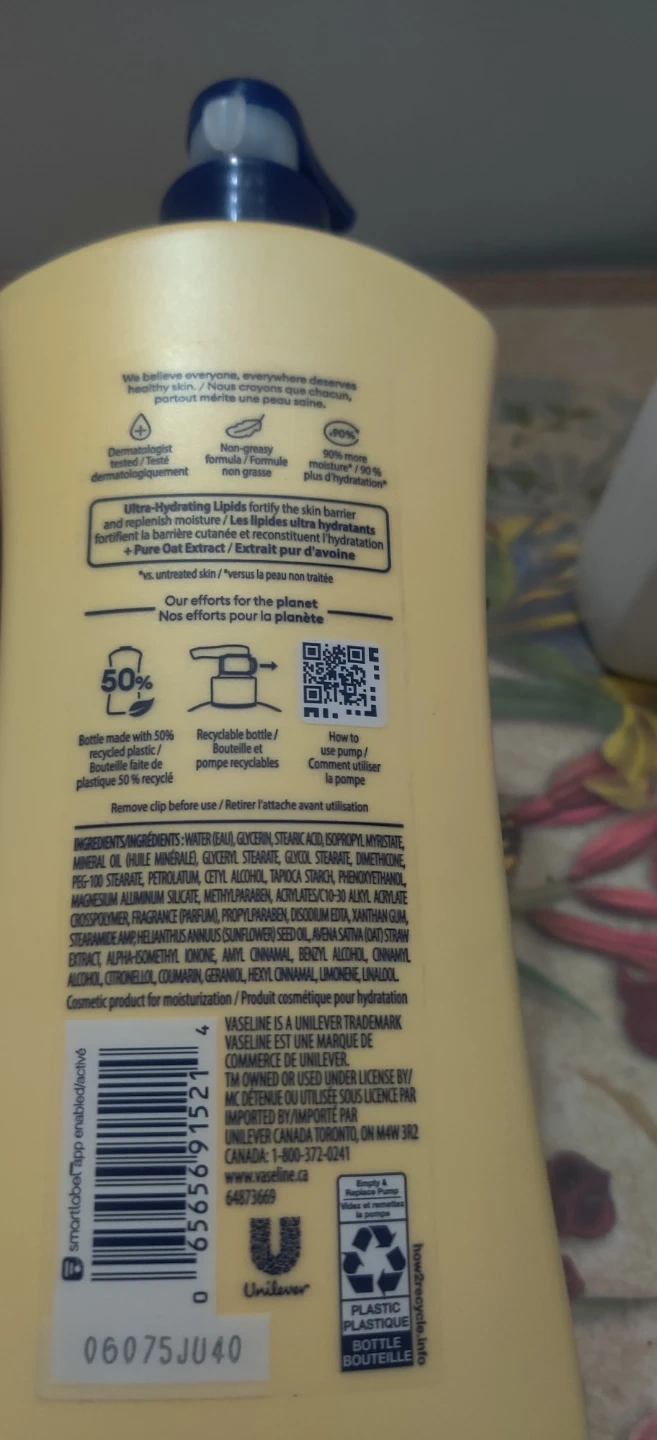 We believe everyone, everywhere deserves
healthy skin. / Nous croyons que chacun,
partout mérite une peau saine.
Dermatologist
tested / Testé
dermatologiquement
Non-greasy
formula / Formule
non grasse
+90%
90% more
moisture* / 90 %
plus d'hydratation*
Ultra-Hydrating Lipids fortify the skin barrier
and replenish moisture / Les lipides ultra hydratants
fortifient la barrière cutanée et reconstituent l'hydratation
+ Pure Oat Extract / Extrait pur d'avoine
*vs. untreated skin / *versus la peau non traitée
Our efforts for the planet
Nos efforts pour la planète
50%
Bottle made with 50%
recycled plastic /
Bouteille faite de
plastique 50 % recyclé
Recyclable bottle /
Bouteille et
pompe recyclables
How to
use pump /
Comment utiliser
la pompe
Remove clip before use / Retirer l'attache avant utilisation
INGREDIENTS/INGRÉDIENTS : WATER (EAU), GLYCERIN, STEARIC ACID, ISOPROPYL MYRISTATE,
MINERAL OIL (HUILE MINÉRALE), GLYCERYL STEARATE, GLYCOL STEARATE, DIMETHICONE,
PEG-100 STEARATE, PETROLATUM, CETYL ALCOHOL, TAPIOCA STARCH, PHENOXYETHANOL,
MAGNESIUM ALUMINUM SILICATE, METHYLPARABEN, ACRYLATES/C10-30 ALKYL ACRYLATE
CROSSPOLYMER, FRAGRANCE (PARFUM), PROPYLPARABEN, DISODIUM EDTA, XANTHAN GUM,
STEARAMIDE AMP, HELIANTHUS ANNUUS (SUNFLOWER) SEED OIL, AVENA SATIVA (OAT) STRAW
EXTRACT, ALPHA-ISOMETHYL IONONE, AMYL CINNAMAL, BENZYL ALCOHOL, CINNAMYL
ALCOHOL, CITRONELLOL, COUMARIN, GERANIOL, HEXYL CINNAMAL, LIMONENE, LINALOOL.
Cosmetic product for moisturization / Produit cosmétique pour hydratation
smartlabel app enabled/activé
0 65656 91521 4
VASELINE IS A UNILEVER TRADEMARK
VASELINE EST UNE MARQUE DE
COMMERCE DE UNILEVER.
TM OWNED OR USED UNDER LICENSE BY/
MC DÉTENUE OU UTILISÉE SOUS LICENCE PAR
IMPORTED BY/IMPORTÉ PAR
UNILEVER CANADA TORONTO, ON M4W 3R2
CANADA: 1-800-372-0241
www.vaseline.ca
64873669
Unilever
Empty &
Replace Pump
Videz et remettez
la pompe
PLASTIC
PLASTIQUE
BOTTLE
BOUTEILLE
how2recycle.info
06075JU40